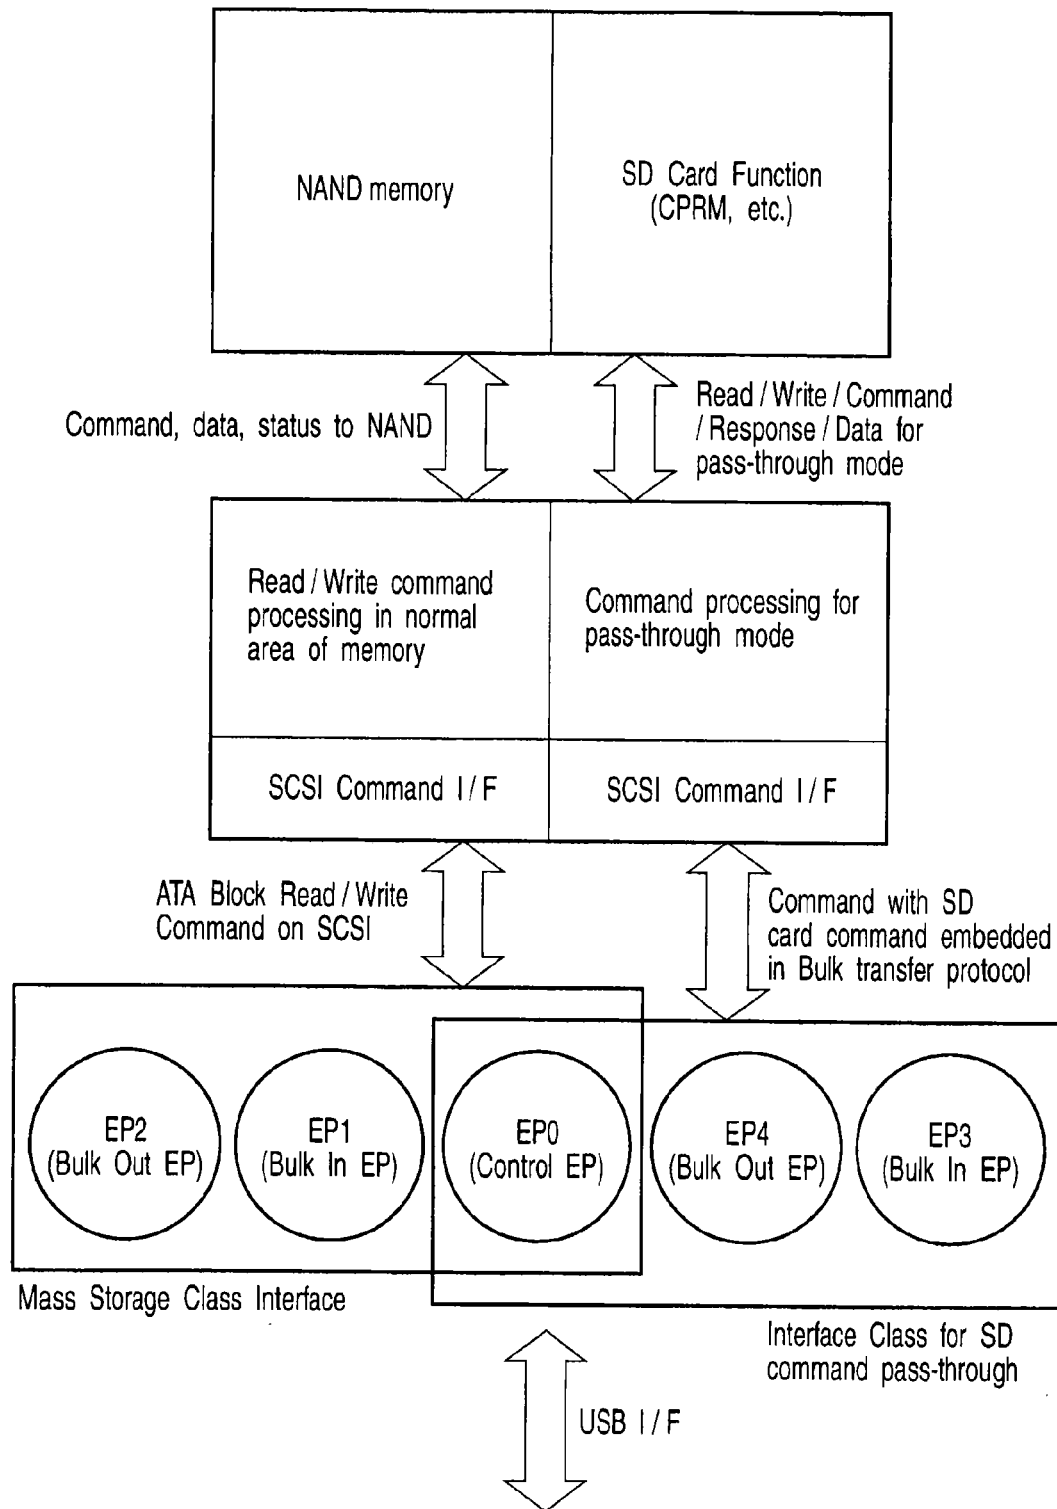 NAND memory
SD Card Function
(CPRM, etc.)
Command, data, status to NAND
Read / Write / Command
/ Response / Data for
pass-through mode
Read / Write command
processing in normal
area of memory
Command processing for
pass-through mode
SCSI Command I / F
SCSI Command I / F
ATA Block Read / Write
Command on SCSI
Command with SD
card command embedded
in Bulk transfer protocol
EP2
(Bulk Out EP)
EP1
(Bulk In EP)
EP0
(Control EP)
EP4
(Bulk Out EP)
EP3
(Bulk In EP)
Mass Storage Class Interface
Interface Class for SD
command pass-through
USB I / F